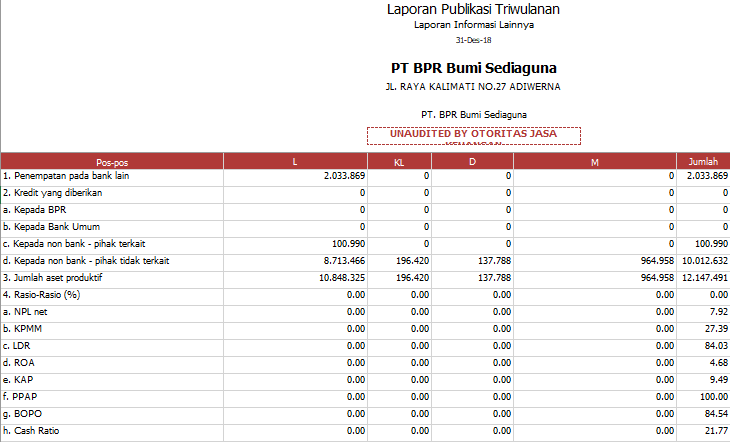 Laporan Publikasi Triwulanan
Laporan Informasi Lainnya
31-Des-18
PT BPR Bumi Sediaguna
JL. RAYA KALIMATI NO.27 ADIWERNA
PT. BPR Bumi Sediaguna
UNAUDITED BY OTORITAS JASA
Pos-pos L KL D M Jumlah
1. Penempatan pada bank lain 2.033.869 0 0 0 2.033.869
2. Kredit yang diberikan 0 0 0 0 0
a. Kepada BPR 0 0 0 0 0
b. Kepada Bank Umum 0 0 0 0 0
c. Kepada non bank - pihak terkait 100.990 0 0 0 100.990
d. Kepada non bank - pihak tidak terkait 8.713.466 196.420 137.788 964.958 10.012.632
3. Jumlah aset produktif 10.848.325 196.420 137.788 964.958 12.147.491
4. Rasio-Rasio (%) 0.00 0.00 0.00 0.00 0.00
a. NPL net 0.00 0.00 0.00 0.00 7.92
b. KPMM 0.00 0.00 0.00 0.00 27.39
c. LDR 0.00 0.00 0.00 0.00 84.03
d. ROA 0.00 0.00 0.00 0.00 4.68
e. KAP 0.00 0.00 0.00 0.00 9.49
f. PPAP 0.00 0.00 0.00 0.00 100.00
g. BOPO 0.00 0.00 0.00 0.00 84.54
h. Cash Ratio 0.00 0.00 0.00 0.00 21.77